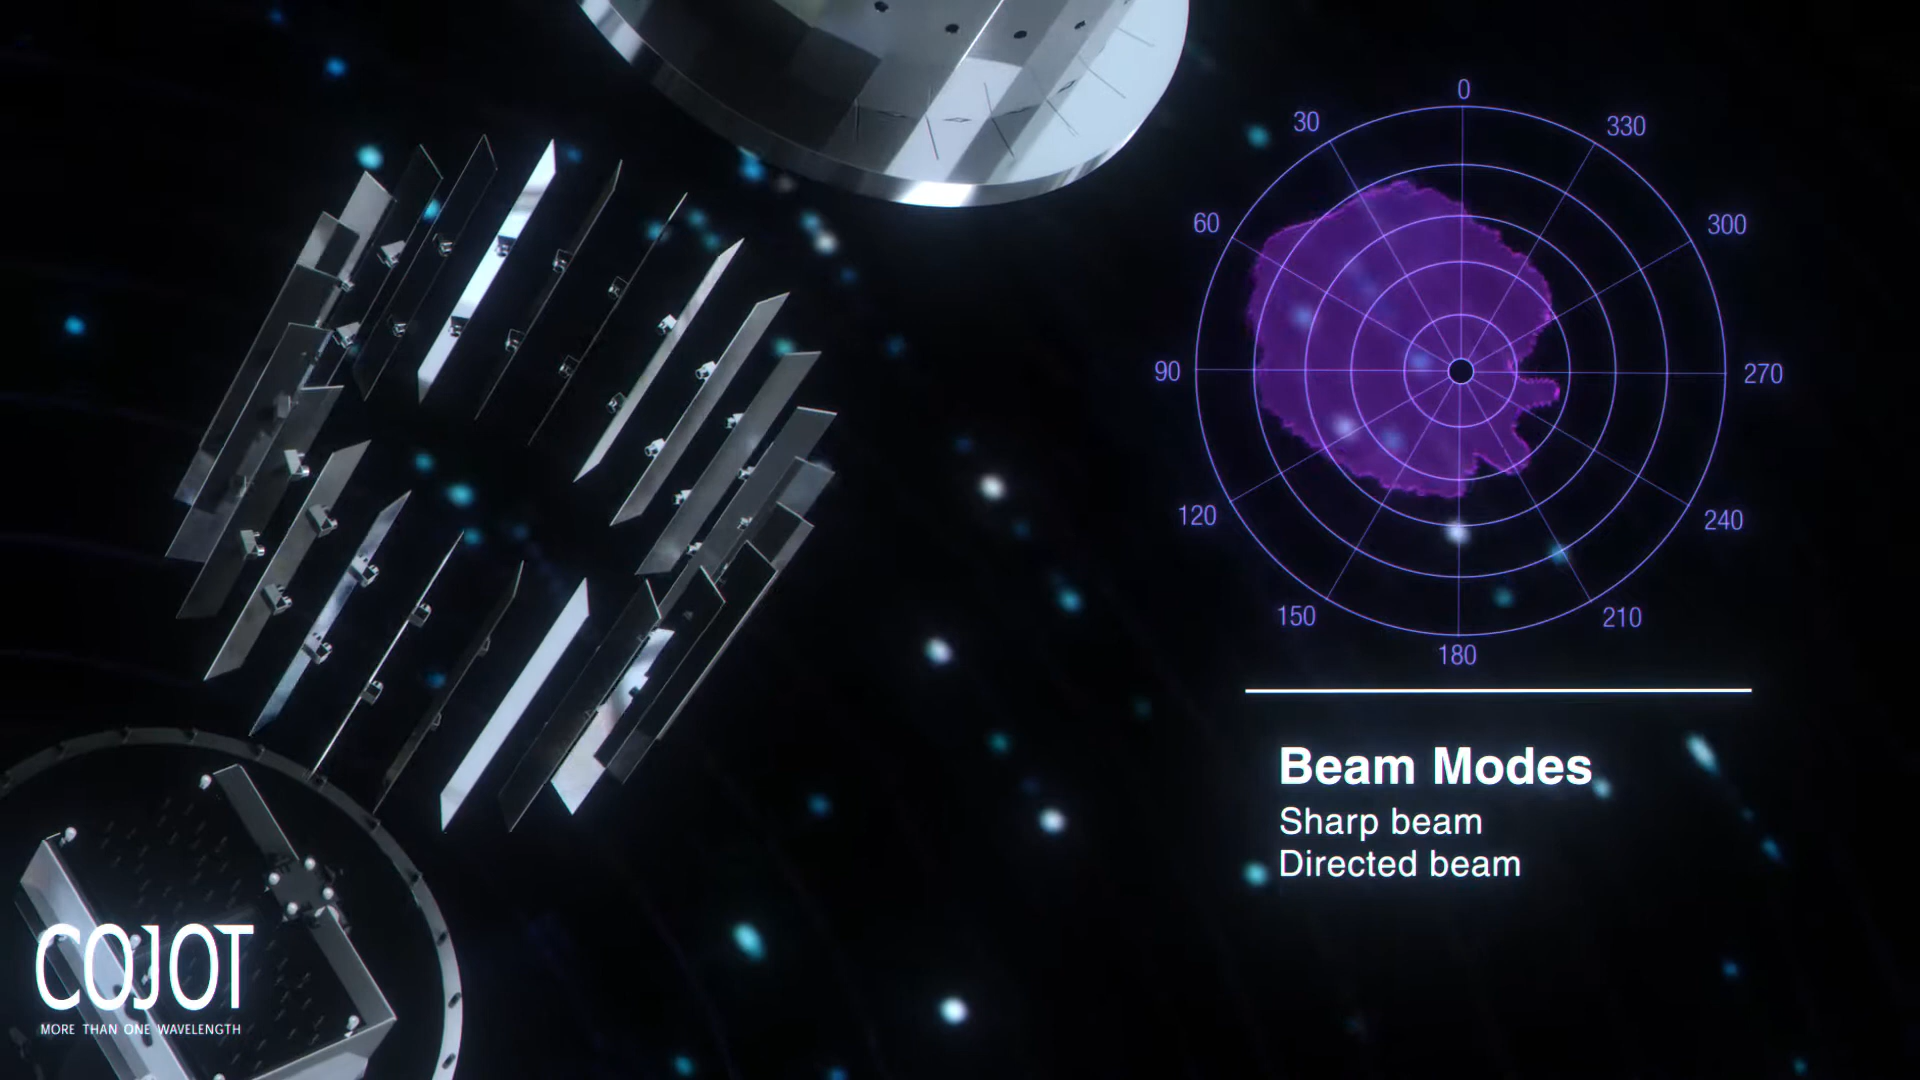 0
30
330
60
300
90
270
120
240
150
210
180
Beam Modes
Sharp beam
Directed beam
COJOT
MORE THAN ONE WAVELENGTH